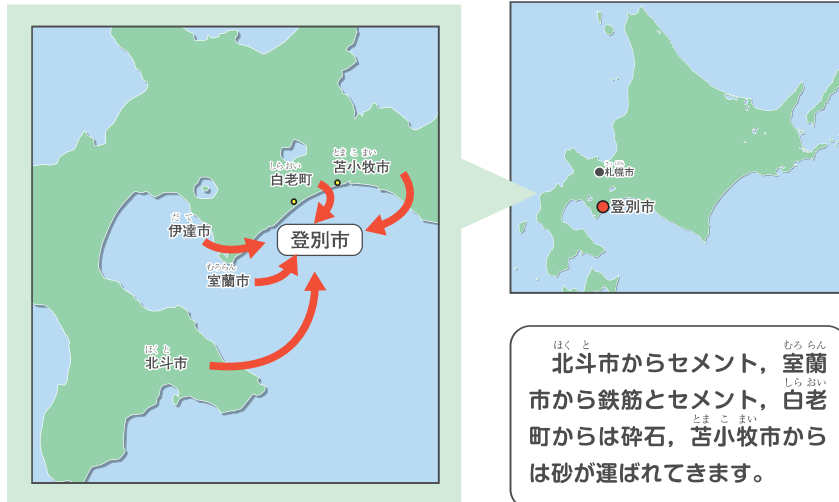 しらおい
白老町
とまこまい
苫小牧市
だて
伊達市
登別市
むろらん
室蘭市
ほくと
北斗市
さっぽろ
札幌市
登別市
ほくと むろらん
北斗市からセメント，室蘭
しらおい
市から鉄筋とセメント，白老
とまこまい
町からは砕石，苫小牧市から
は砂が運ばれてきます。